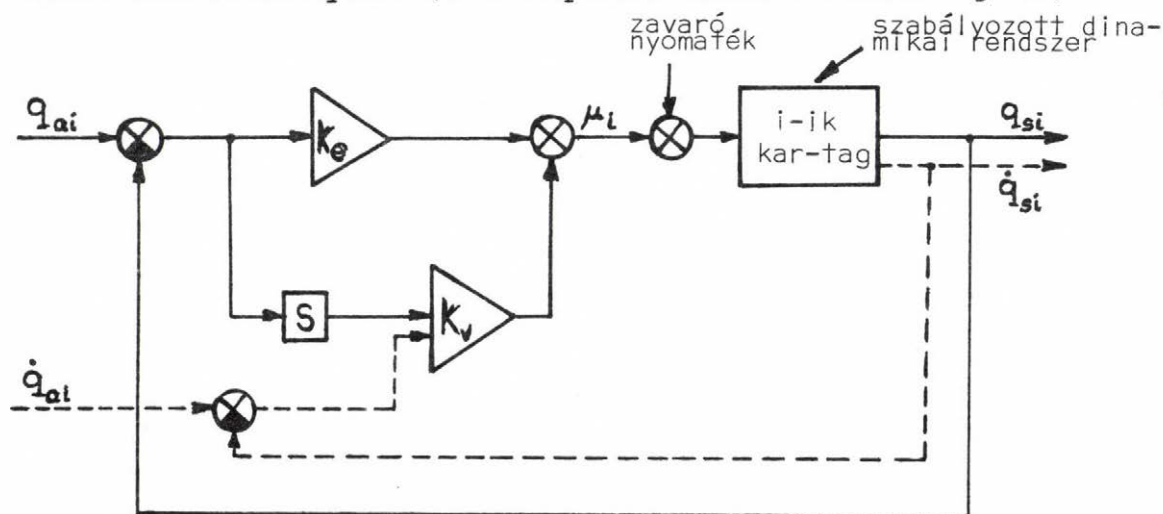 zavaró
nyomaték
szabályozott dina-
mikai rendszer
q_ai
K_e
μ_i
i-ik
kar-tag
q_si
q̇_si
S
K_v
q̇_ai